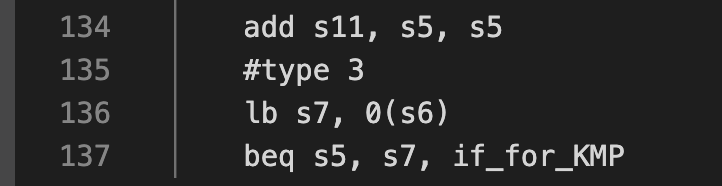 134 add s11, s5, s5
135 #type 3
136 lb s7, 0(s6)
137 beq s5, s7, if_for_KMP